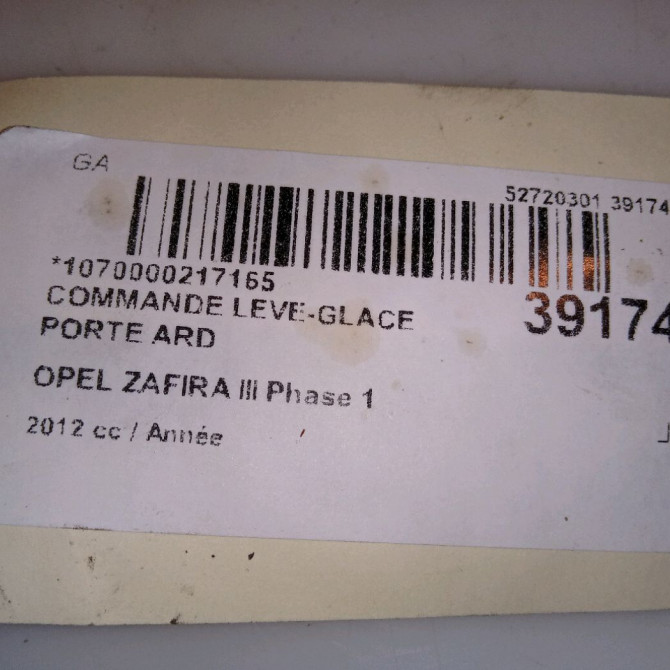 GA
52720301 39174
*1070000217165
39174
COMMANDE LEVE-GLACE
PORTE ARD
OPEL ZAFIRA III Phase 1
2012 cc / Année